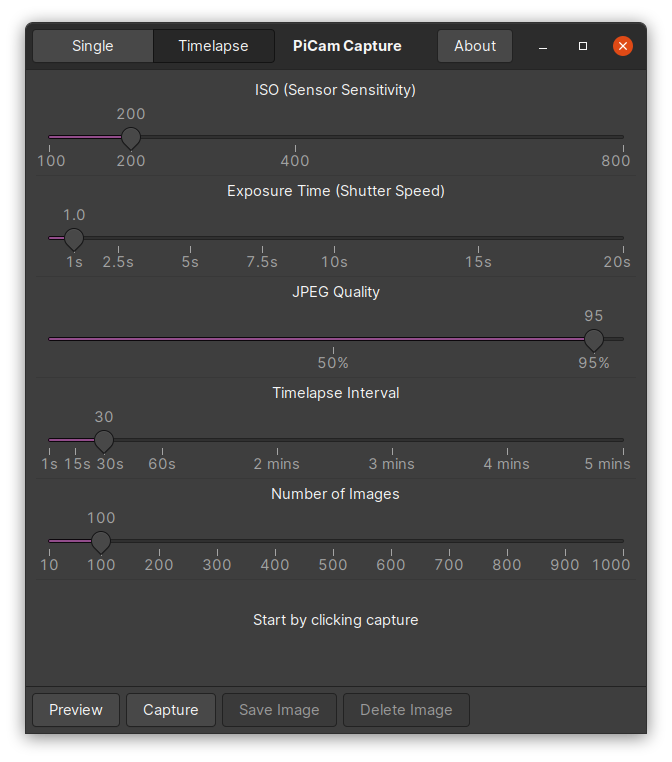 Single Timelapse PiCam Capture About
ISO (Sensor Sensitivity)
200
100 200 400 800
Exposure Time (Shutter Speed)
1.0
1s 2.5s 5s 7.5s 10s 15s 20s
JPEG Quality
95
50% 95%
Timelapse Interval
30
1s 15s 30s 60s 2 mins 3 mins 4 mins 5 mins
Number of Images
100
10 100 200 300 400 500 600 700 800 900 1000
Start by clicking capture
Preview Capture Save Image Delete Image